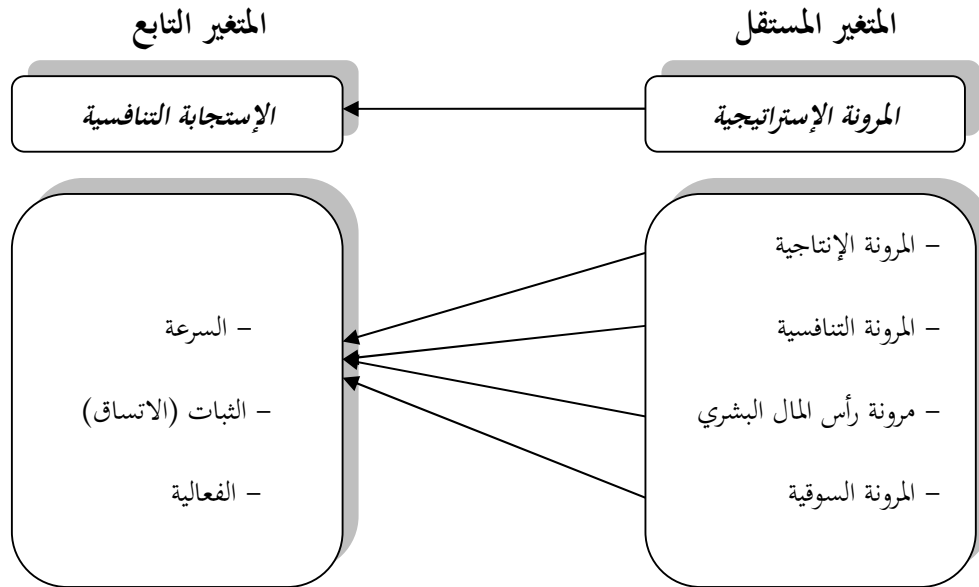 المتغير المستقل
المتغير التابع
المرونة الإستراتيجية
الإستجابة التنافسية
– المرونة الإنتاجية
– المرونة التنافسية
– مرونة رأس المال البشري
– المرونة السوقية
– السرعة
– الثبات (الاتساق)
– الفعالية